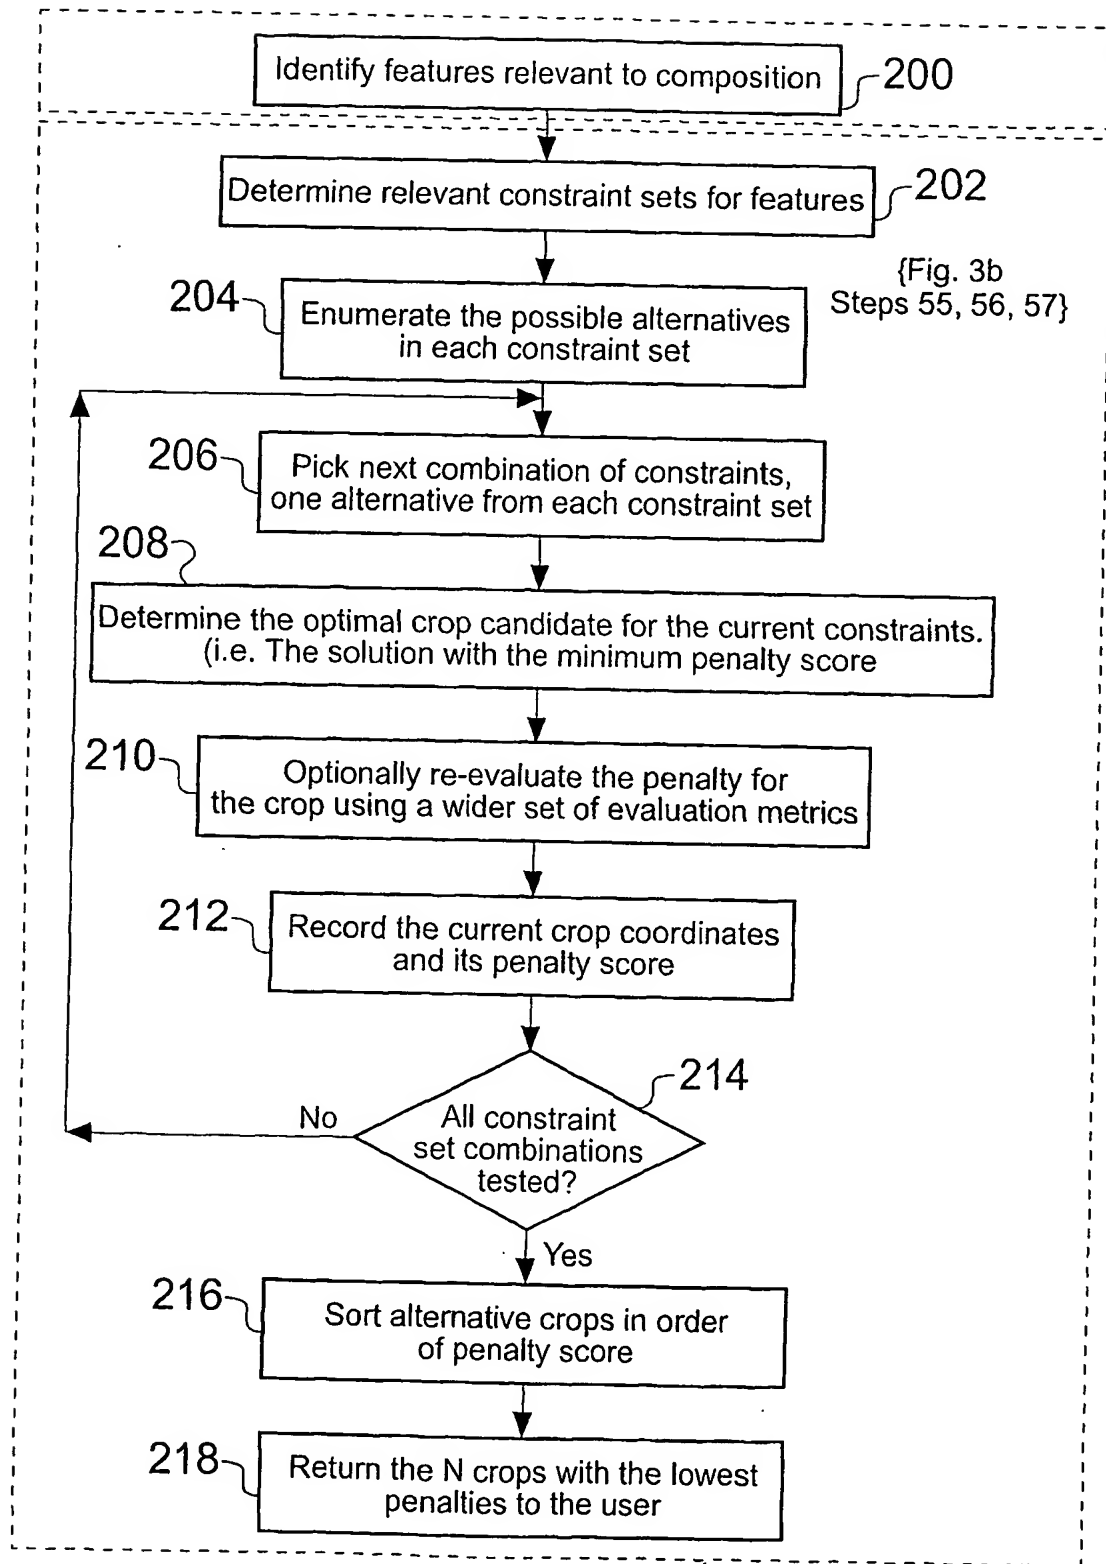 Identify features relevant to composition
200
Determine relevant constraint sets for features
202
{Fig. 3b
Steps 55, 56, 57}
204
Enumerate the possible alternatives
in each constraint set
206
Pick next combination of constraints,
one alternative from each constraint set
208
Determine the optimal crop candidate for the current constraints.
(i.e. The solution with the minimum penalty score
210
Optionally re-evaluate the penalty for
the crop using a wider set of evaluation metrics
212
Record the current crop coordinates
and its penalty score
214
No
All constraint
set combinations
tested?
Yes
216
Sort alternative crops in order
of penalty score
218
Return the N crops with the lowest
penalties to the user